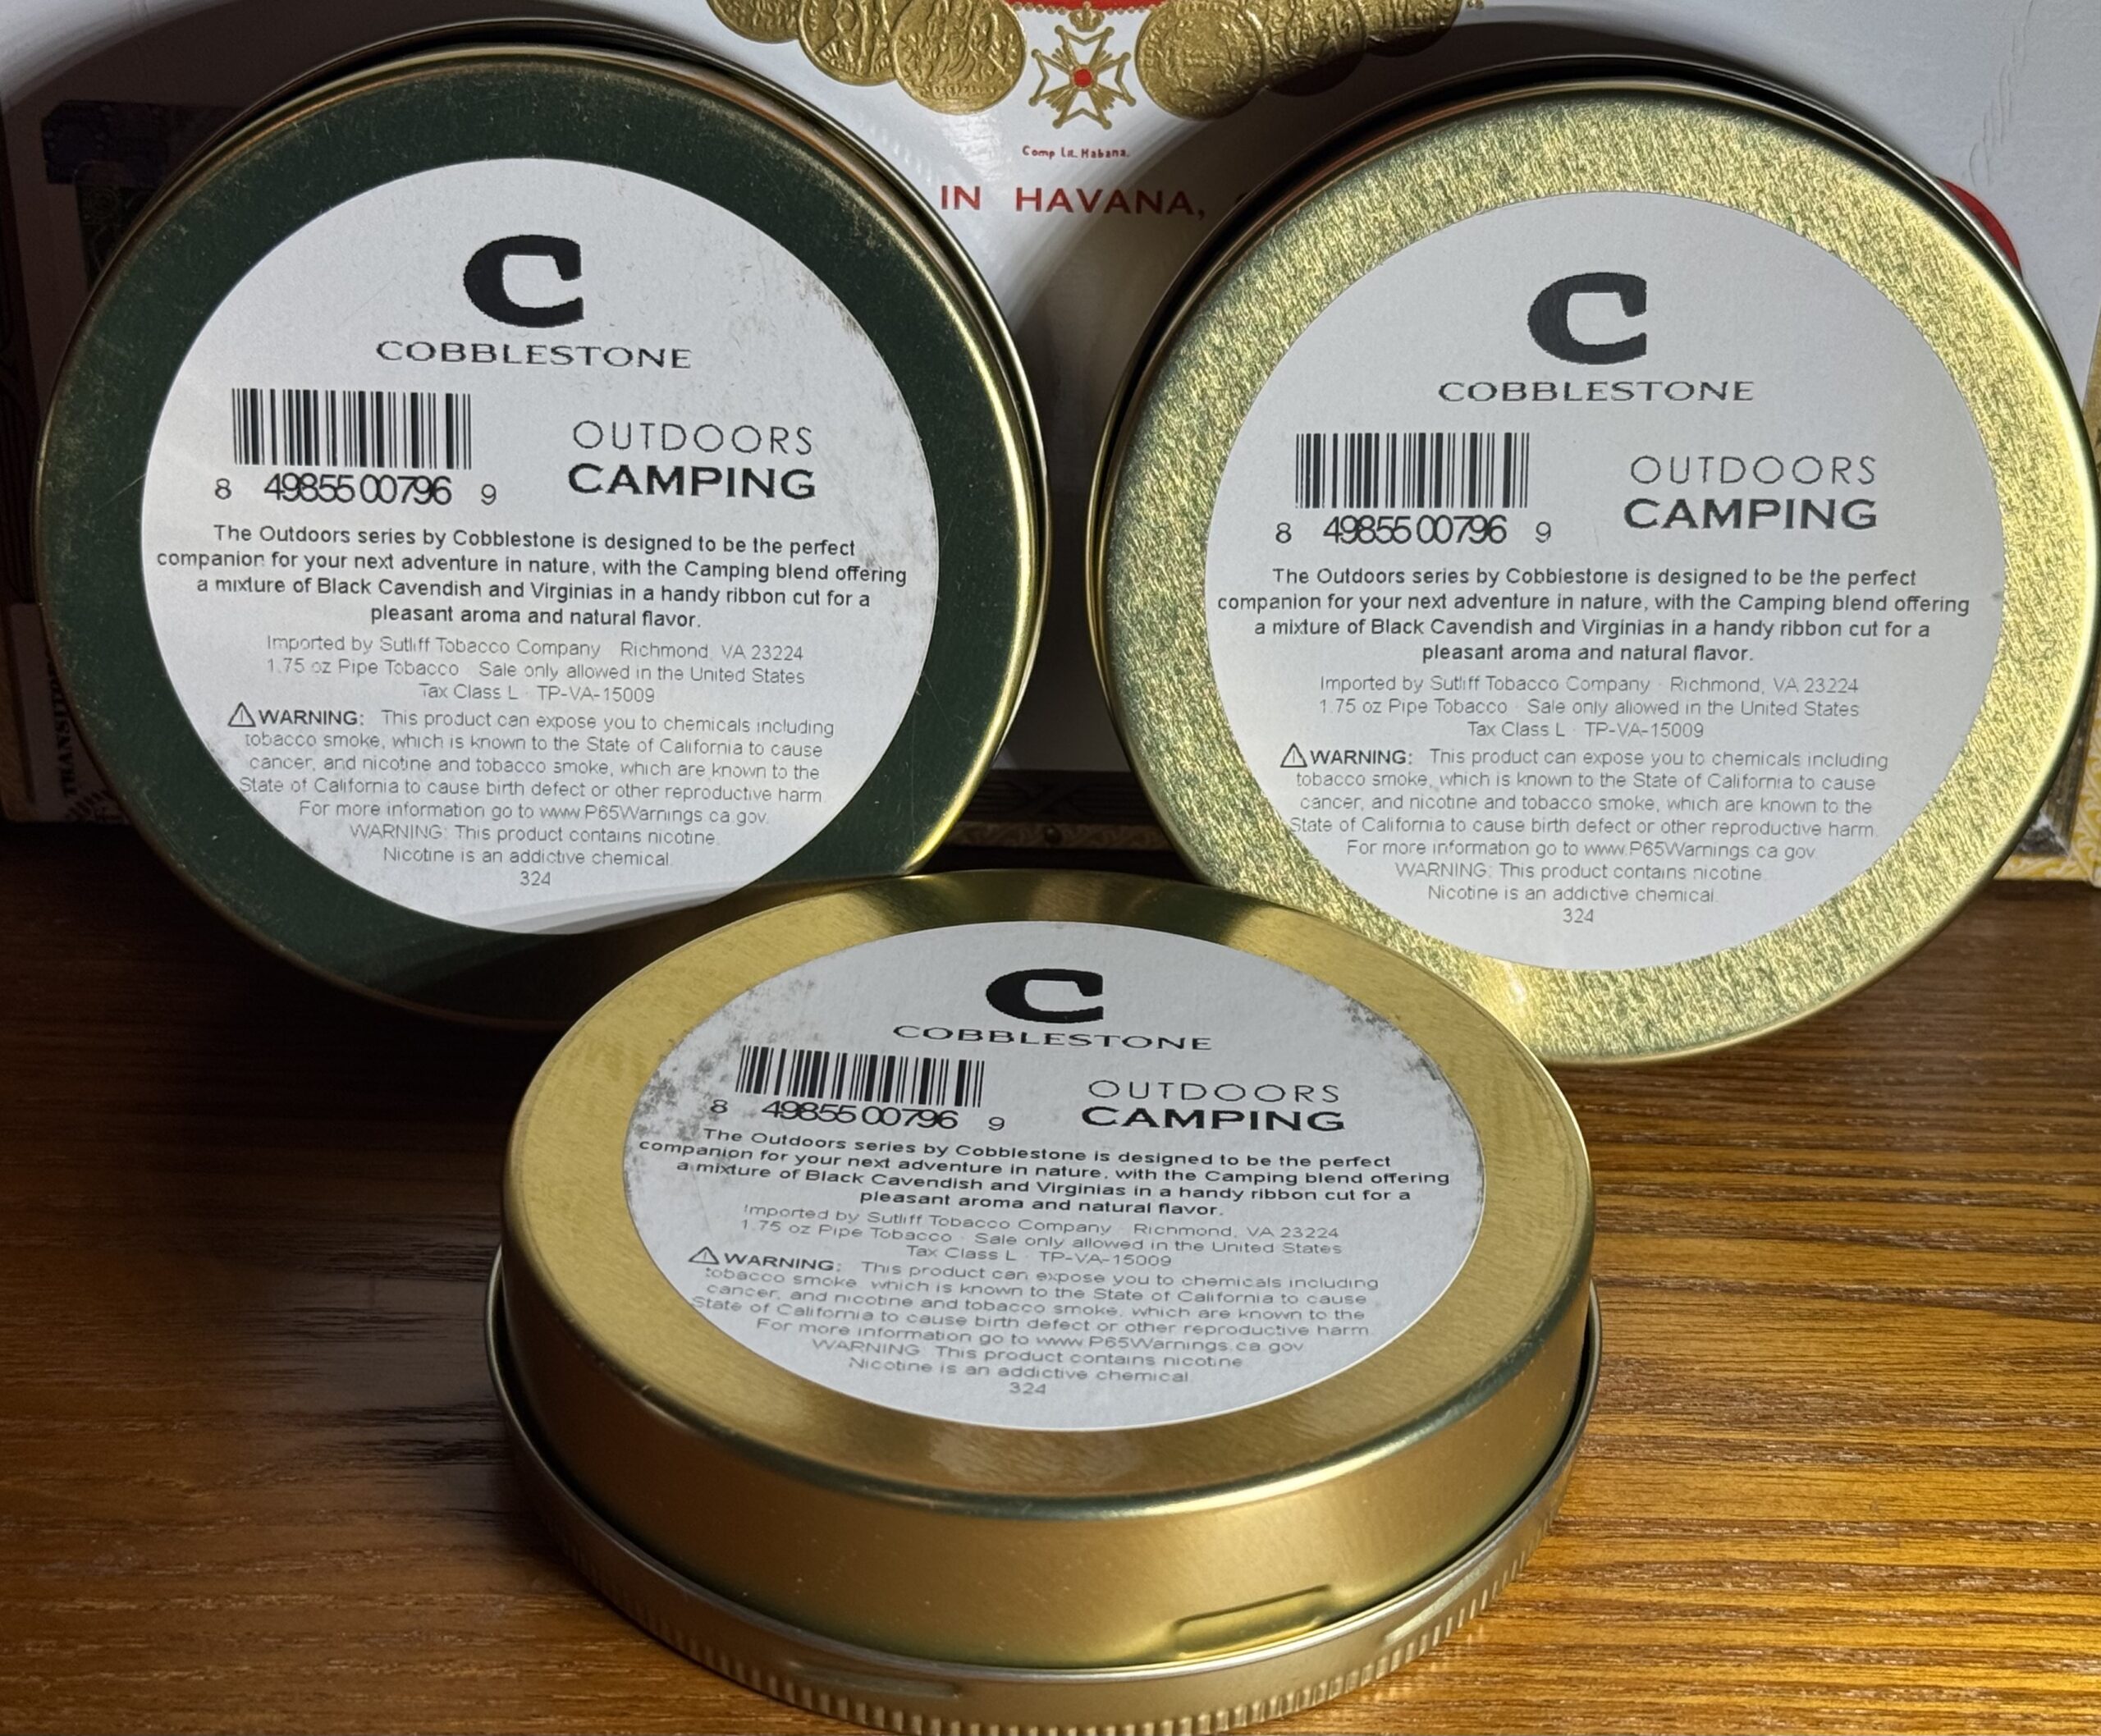 Comp La Habana.
IN HAVANA,
TRANSITO
C
COBBLESTONE
8 49855 00796 9
OUTDOORS
CAMPING
The Outdoors series by Cobblestone is designed to be the perfect
companion for your next adventure in nature, with the Camping blend offering
a mixture of Black Cavendish and Virginias in a handy ribbon cut for a
pleasant aroma and natural flavor.
Imported by Sutliff Tobacco Company · Richmond, VA 23224
1.75 oz Pipe Tobacco · Sale only allowed in the United States
Tax Class L · TP-VA-15009
WARNING: This product can expose you to chemicals including
tobacco smoke, which is known to the State of California to cause
cancer, and nicotine and tobacco smoke, which are known to the
State of California to cause birth defect or other reproductive harm.
For more information go to www.P65Warnings.ca.gov.
WARNING: This product contains nicotine.
Nicotine is an addictive chemical.
324
C
COBBLESTONE
8 49855 00796 9
OUTDOORS
CAMPING
The Outdoors series by Cobblestone is designed to be the perfect
companion for your next adventure in nature, with the Camping blend offering
a mixture of Black Cavendish and Virginias in a handy ribbon cut for a
pleasant aroma and natural flavor.
Imported by Sutliff Tobacco Company · Richmond, VA 23224
1.75 oz Pipe Tobacco · Sale only allowed in the United States
Tax Class L · TP-VA-15009
WARNING: This product can expose you to chemicals including
tobacco smoke, which is known to the State of California to cause
cancer, and nicotine and tobacco smoke, which are known to the
State of California to cause birth defect or other reproductive harm.
For more information go to www.P65Warnings.ca.gov.
WARNING: This product contains nicotine.
Nicotine is an addictive chemical.
324
C
COBBLESTONE
8 49855 00796 9
OUTDOORS
CAMPING
The Outdoors series by Cobblestone is designed to be the perfect
companion for your next adventure in nature, with the Camping blend offering
a mixture of Black Cavendish and Virginias in a handy ribbon cut for a
pleasant aroma and natural flavor.
Imported by Sutliff Tobacco Company · Richmond, VA 23224
1.75 oz Pipe Tobacco · Sale only allowed in the United States
Tax Class L · TP-VA-15009
WARNING: This product can expose you to chemicals including
tobacco smoke, which is known to the State of California to cause
cancer, and nicotine and tobacco smoke, which are known to the
State of California to cause birth defect or other reproductive harm.
For more information go to www.P65Warnings.ca.gov
WARNING: This product contains nicotine
Nicotine is an addictive chemical.
324